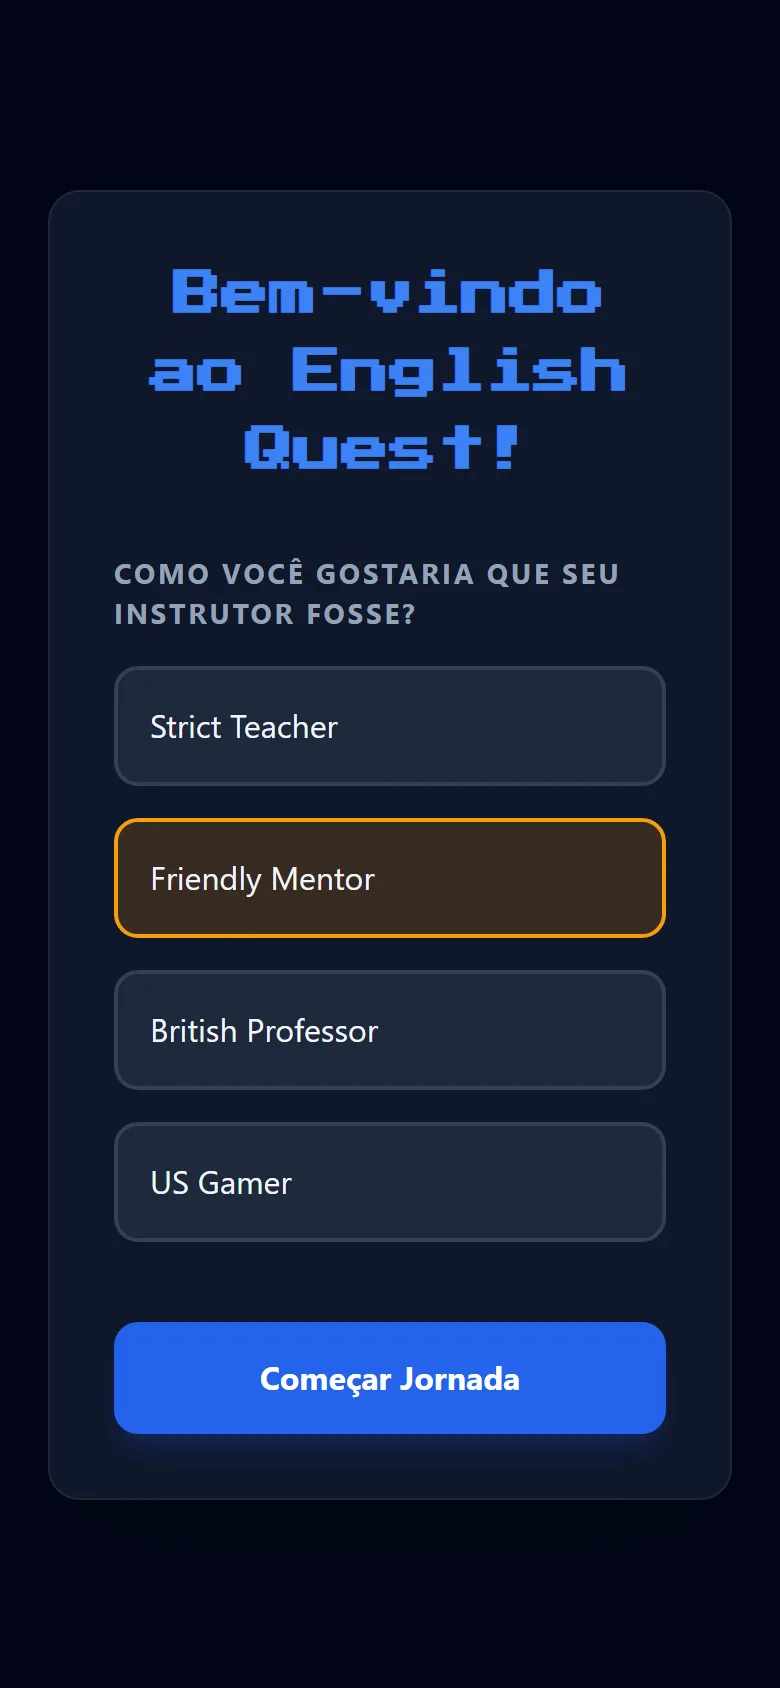 Bem-vindo
ao English
Quest!
COMO VOCÊ GOSTARIA QUE SEU
INSTRUTOR FOSSE?
Strict Teacher
Friendly Mentor
British Professor
US Gamer
Começar Jornada